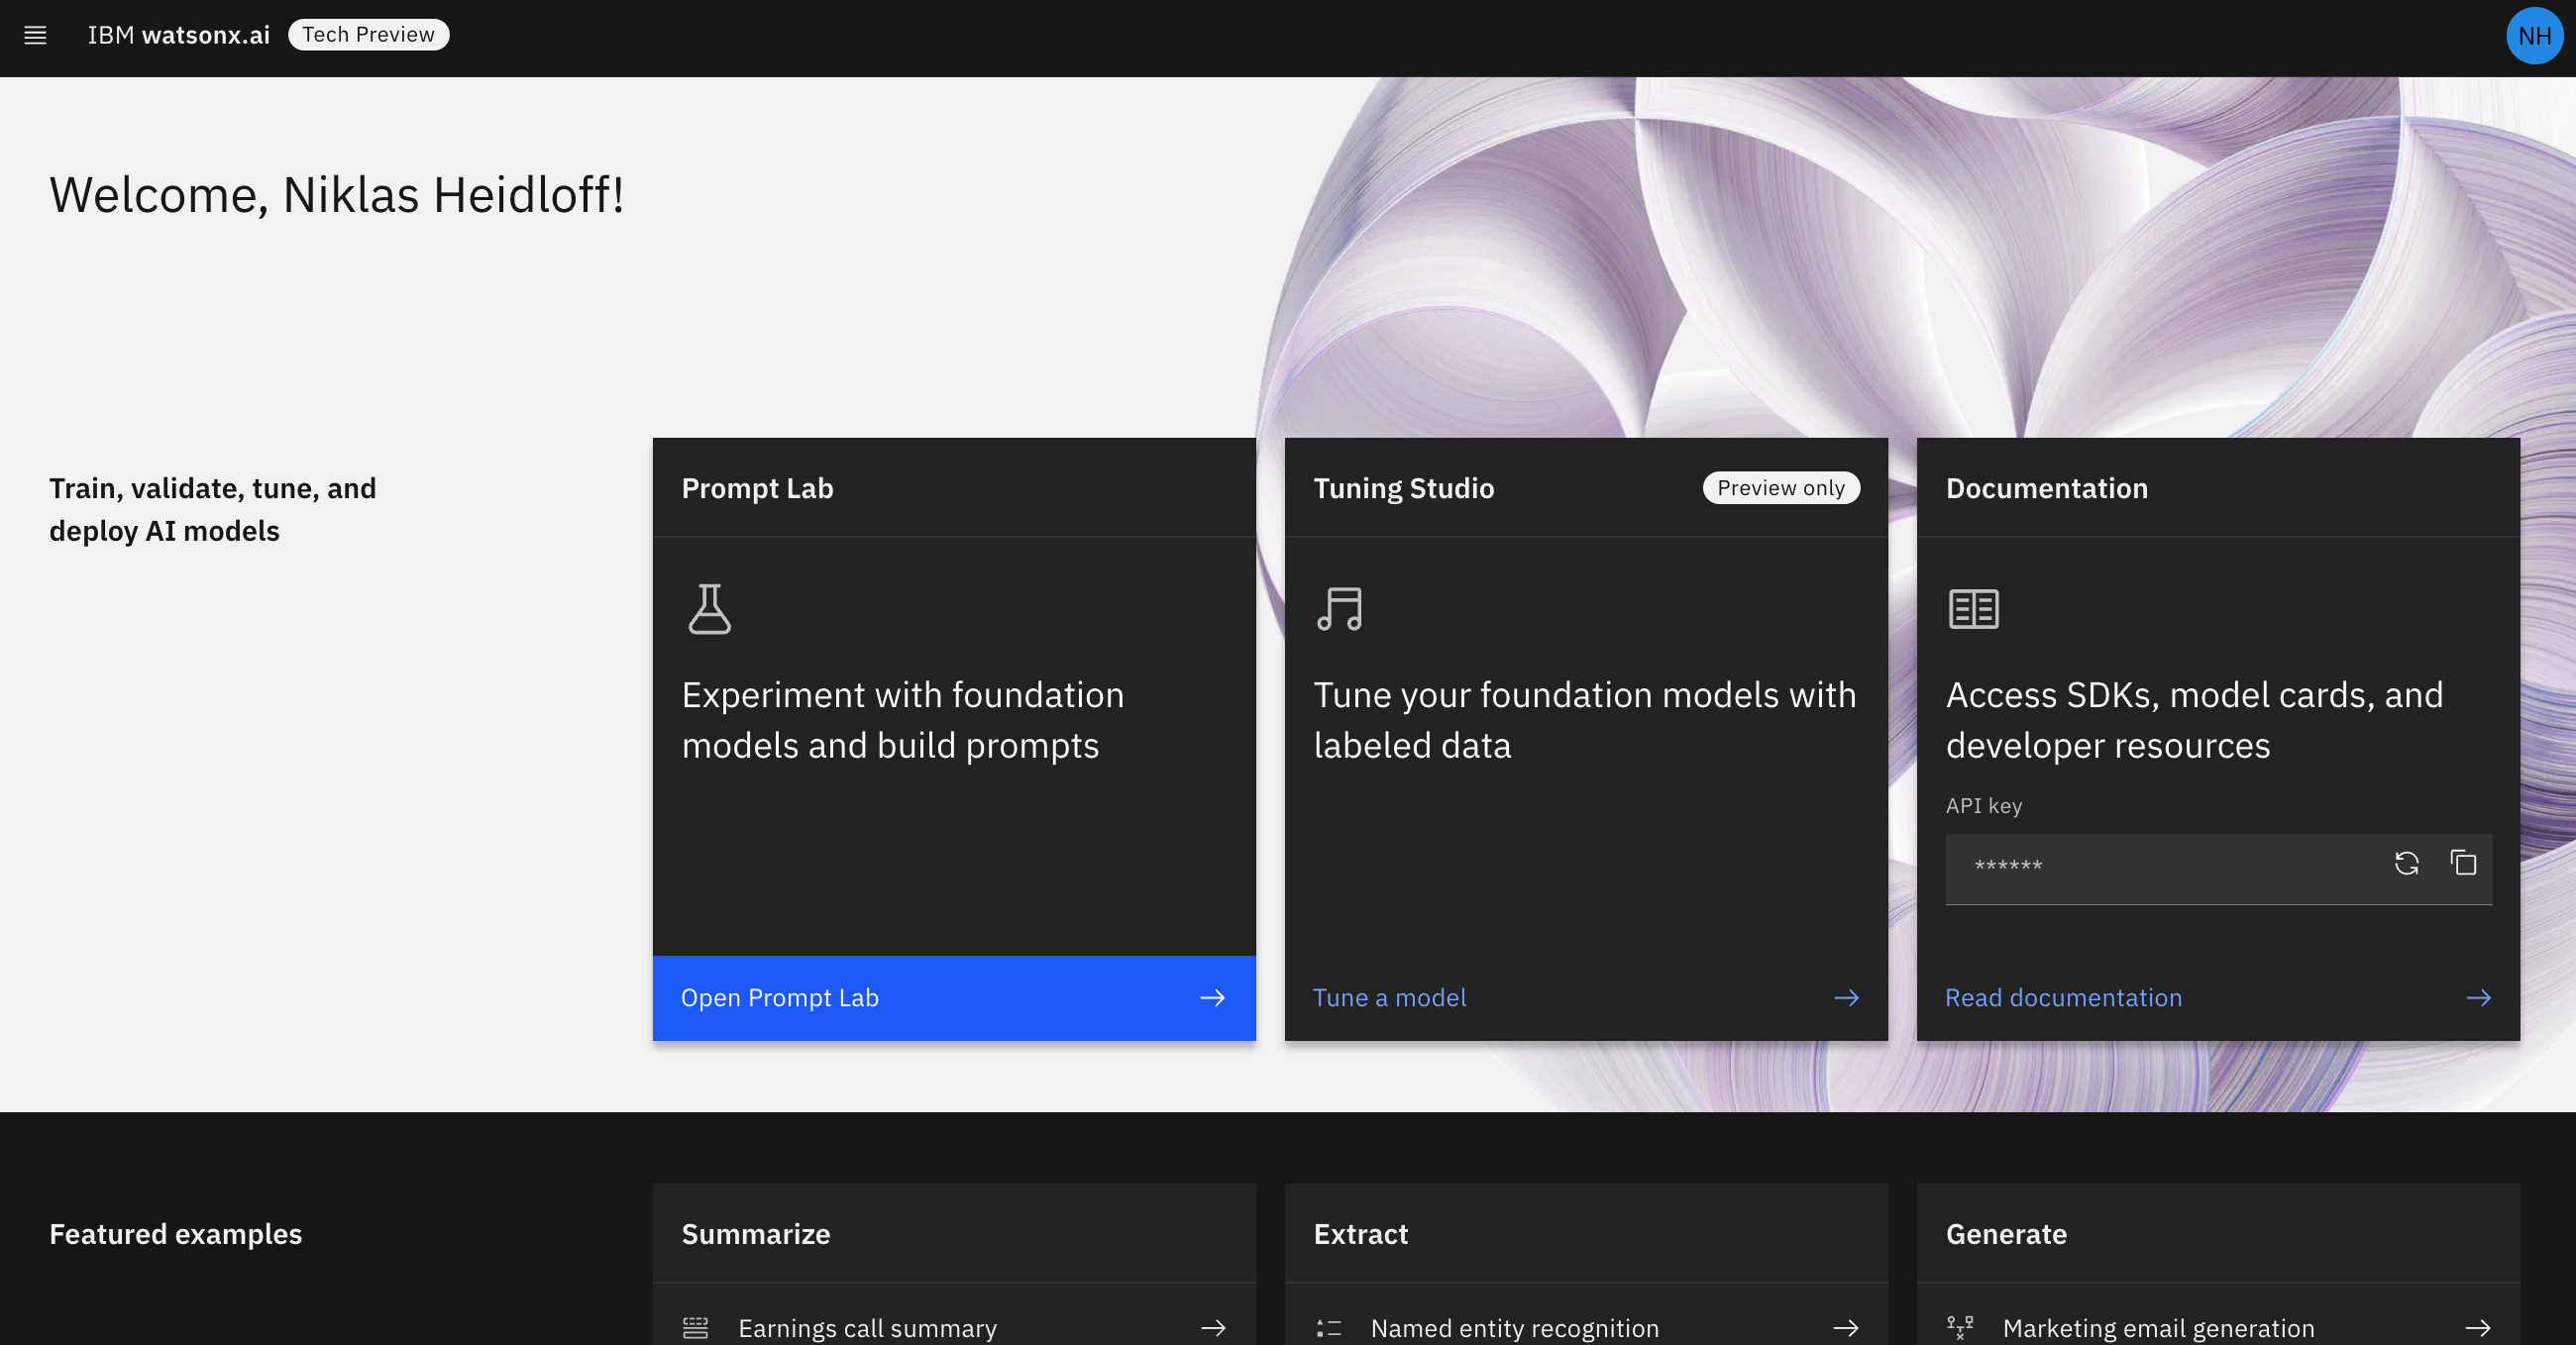 IBM watsonx.ai Tech Preview
NH
Welcome, Niklas Heidloff!
Train, validate, tune, and
deploy AI models
Prompt Lab
Experiment with foundation
models and build prompts
Open Prompt Lab
Tuning Studio
Preview only
Tune your foundation models with
labeled data
Tune a model
Documentation
Access SDKs, model cards, and
developer resources
API key
******
Read documentation
Featured examples
Summarize
Earnings call summary
Extract
Named entity recognition
Generate
Marketing email generation